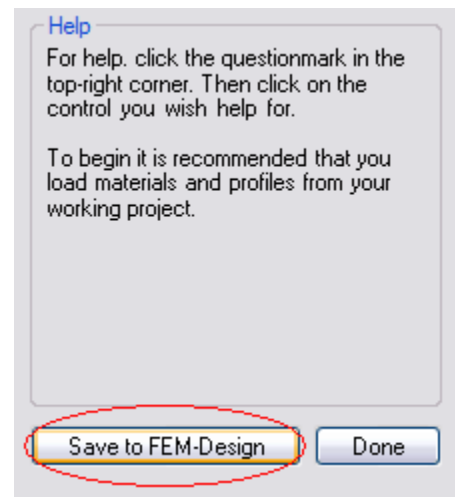 Help
For help. click the questionmark in the
top-right corner. Then click on the
control you wish help for.
To begin it is recommended that you
load materials and profiles from your
working project.
Save to FEM-Design
Done